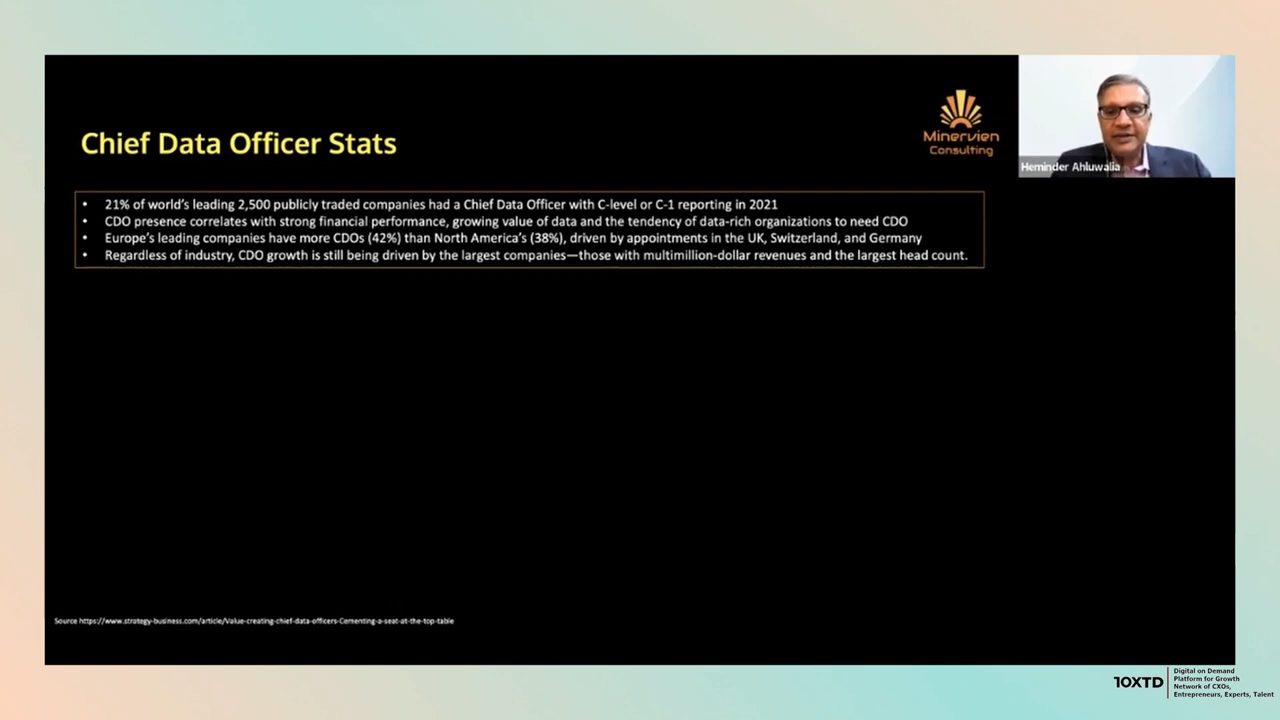 Chief Data Officer Stats
Minervien
Consulting
Heminder Ahluwalia
• 21% of world's leading 2,500 publicly traded companies had a Chief Data Officer with C-level or C-1 reporting in 2021
• CDO presence correlates with strong financial performance, growing value of data and the tendency of data-rich organizations to need CDO
• Europe's leading companies have more CDOs (42%) than North America's (38%), driven by appointments in the UK, Switzerland, and Germany
• Regardless of industry, CDO growth is still being driven by the largest companies—those with multimillion-dollar revenues and the largest head count.
Source https://www.strategy-business.com/article/Value-creating-chief-data-officers-Cementing-a-seat-at-the-top-table
10XTD
Digital on Demand
Platform for Growth
Network of CXOs,
Entrepreneurs, Experts, Talent